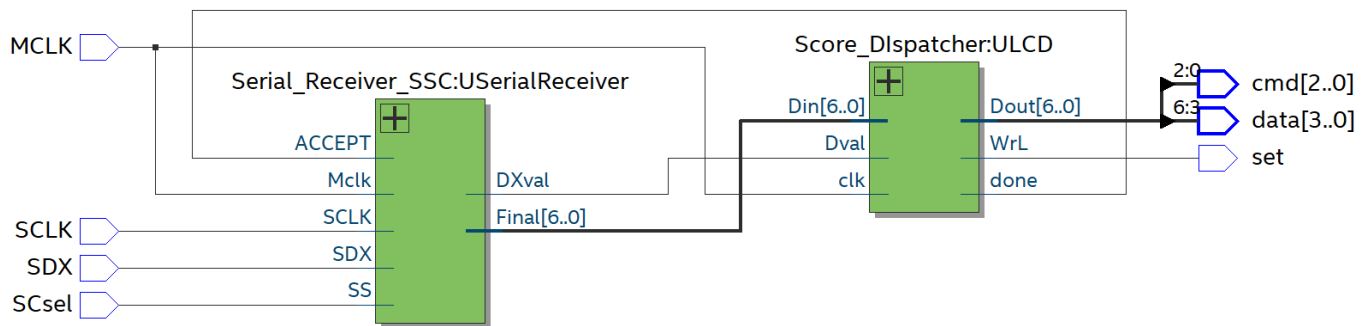 MCLK
Score_DIspatcher:ULCD
Serial_Receiver_SSC:USerialReceiver
2:0
cmd[2..0]
Din[6..0]
Dout[6..0]
6:3
data[3..0]
ACCEPT
Dval
WrL
set
Mclk
DXval
clk
done
SCLK
SCLK
Final[6..0]
SDX
SDX
SCsel
SS